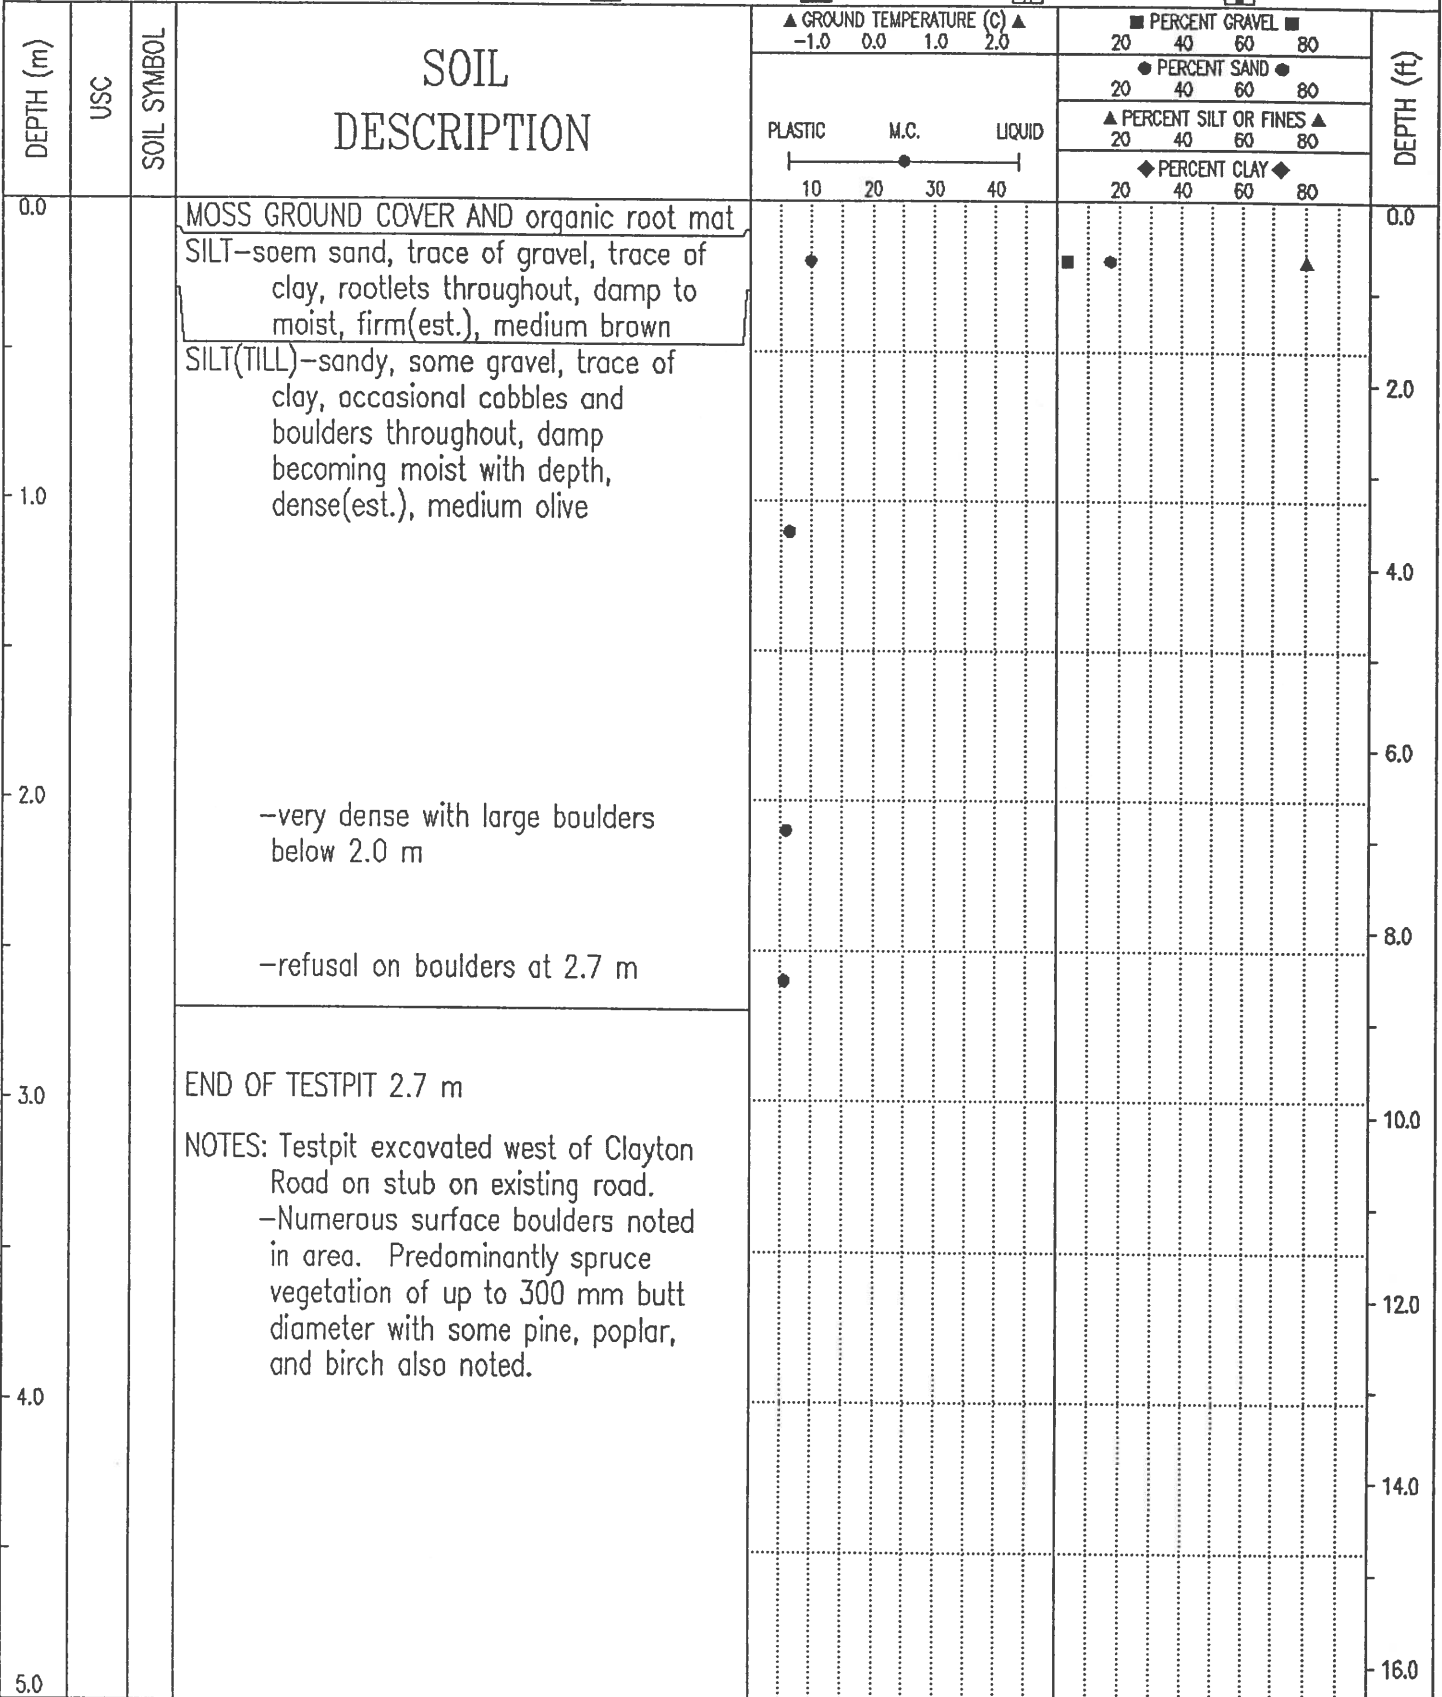 DEPTH (m)
USC
SOIL SYMBOL
SOIL
DESCRIPTION
▲ GROUND TEMPERATURE (C) ▲
-1.0 0.0 1.0 2.0
PLASTIC M.C. LIQUID
10 20 30 40
■ PERCENT GRAVEL ■
20 40 60 80
● PERCENT SAND ●
20 40 60 80
▲ PERCENT SILT OR FINES ▲
20 40 60 80
◆ PERCENT CLAY ◆
20 40 60 80
DEPTH (ft)
0.0
1.0
2.0
3.0
4.0
5.0
MOSS GROUND COVER AND organic root mat
SILT-soem sand, trace of gravel, trace of
clay, rootlets throughout, damp to
moist, firm(est.), medium brown
SILT(TILL)-sandy, some gravel, trace of
clay, occasional cobbles and
boulders throughout, damp
becoming moist with depth,
dense(est.), medium olive
-very dense with large boulders
below 2.0 m
-refusal on boulders at 2.7 m
END OF TESTPIT 2.7 m
NOTES: Testpit excavated west of Clayton
Road on stub on existing road.
-Numerous surface boulders noted
in area. Predominantly spruce
vegetation of up to 300 mm butt
diameter with some pine, poplar,
and birch also noted.
0.0
2.0
4.0
6.0
8.0
10.0
12.0
14.0
16.0